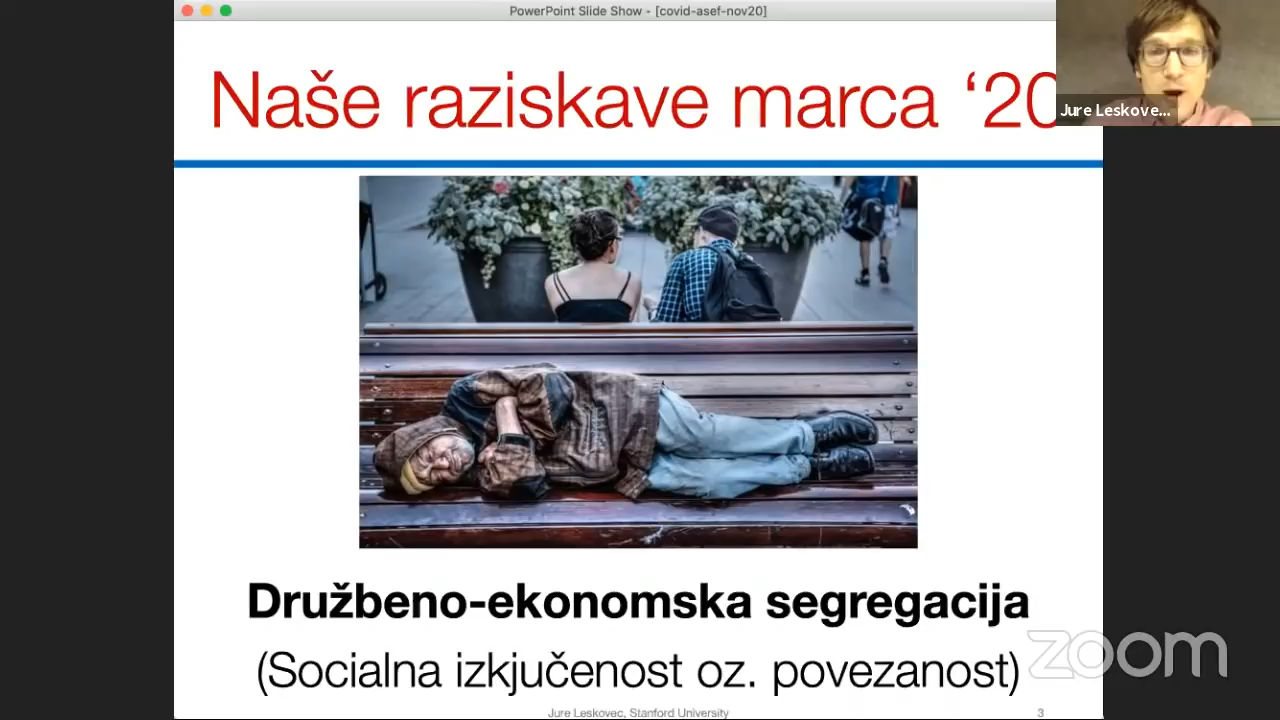 PowerPoint Slide Show - [covid-asef-nov20]
Naše raziskave marca ‘20
Jure Leskove...
Družbeno-ekonomska segregacija
(Socialna izkjučenost oz. povezanost)
zoom
Jure Leskovec, Stanford University
3